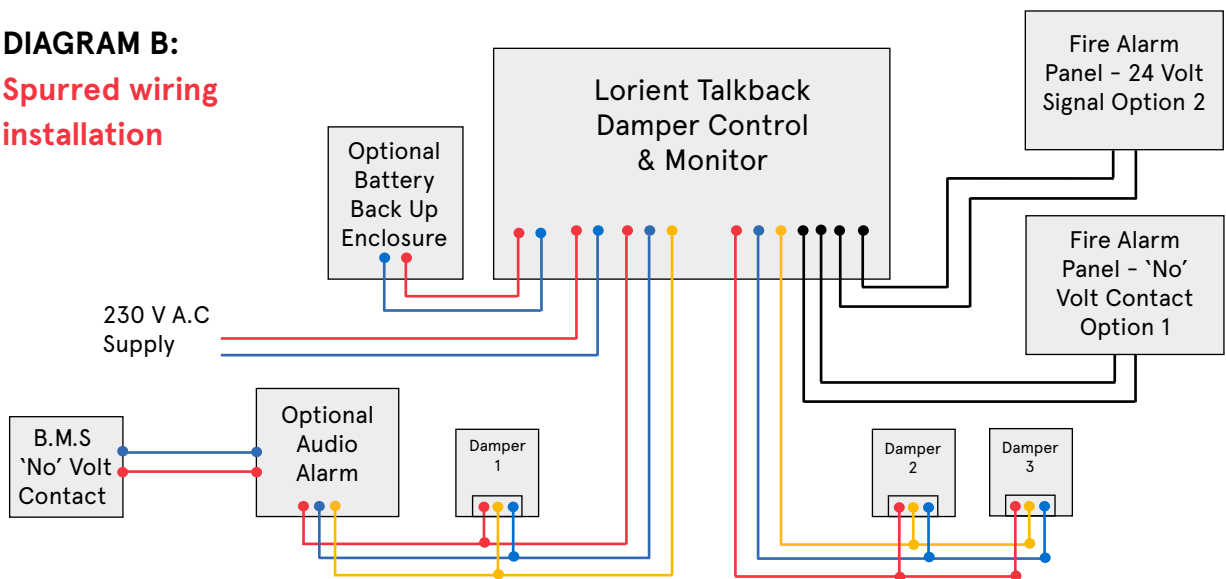 DIAGRAM B:
Spurred wiring
installation
Optional
Battery
Back Up
Enclosure
Lorient Talkback
Damper Control
& Monitor
Fire Alarm
Panel - 24 Volt
Signal Option 2
Fire Alarm
Panel - ‘No’
Volt Contact
Option 1
230 V A.C
Supply
B.M.S
‘No’ Volt
Contact
Optional
Audio
Alarm
Damper
1
Damper
2
Damper
3